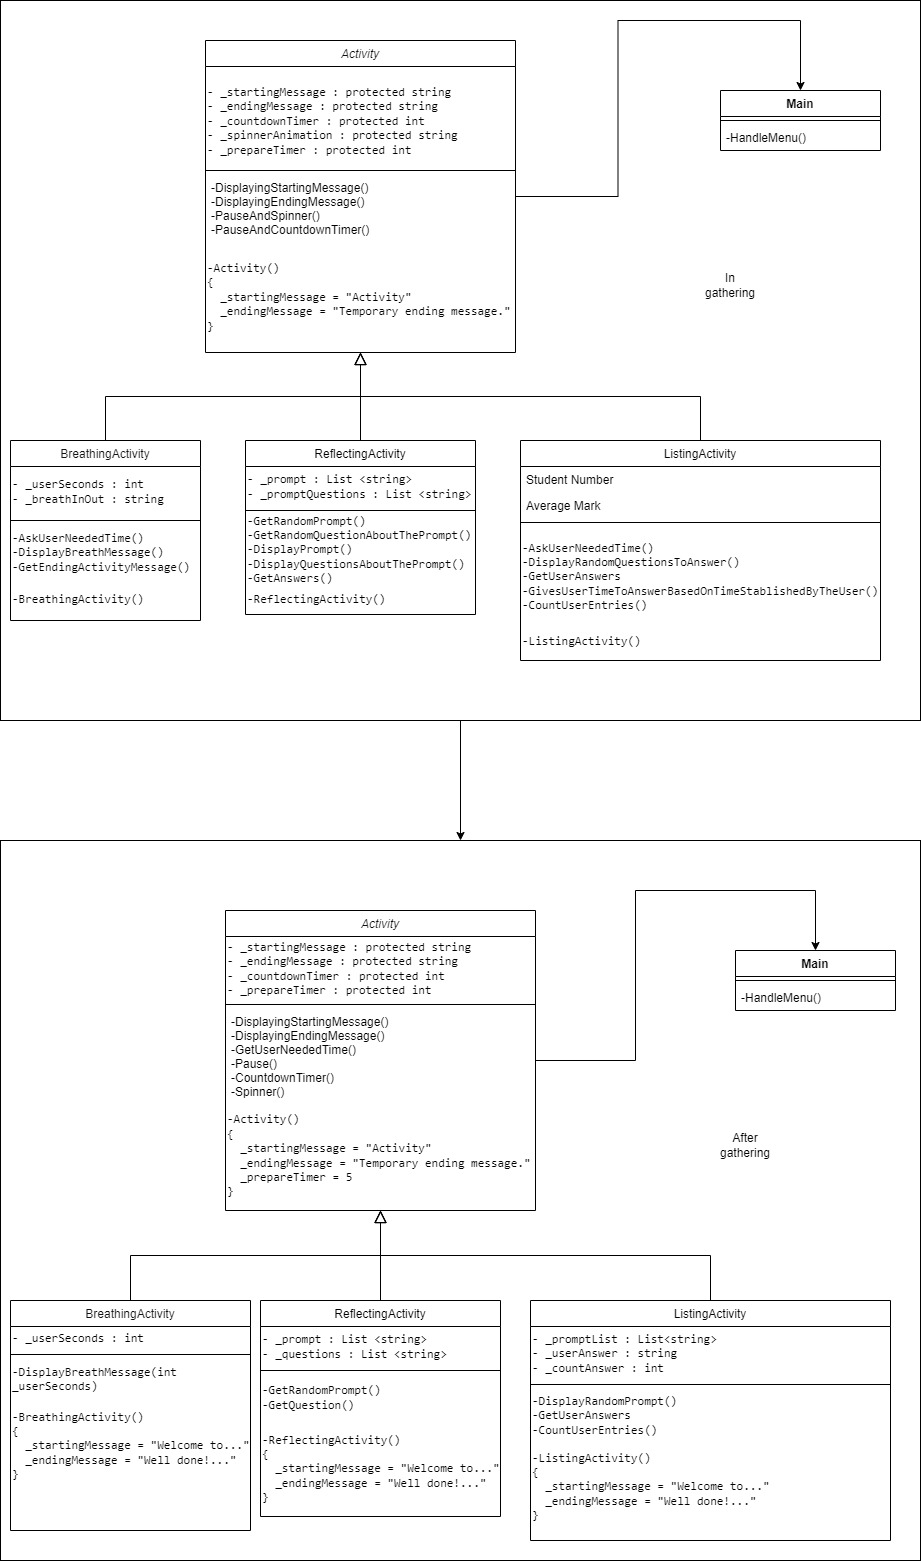 Activity
- _startingMessage : protected string
- _endingMessage : protected string
- _countdownTimer : protected int
- _spinnerAnimation : protected string
- _prepareTimer : protected int
-DisplayingStartingMessage()
-DisplayingEndingMessage()
-PauseAndSpinner()
-PauseAndCountdownTimer()
-Activity()
{
_startingMessage = "Activity"
_endingMessage = "Temporary ending message."
}
Main
-HandleMenu()
In
gathering
BreathingActivity
- _userSeconds : int
- _breathInOut : string
-AskUserNeededTime()
-DisplayBreathMessage()
-GetEndingActivityMessage()
-BreathingActivity()
ReflectingActivity
- _prompt : List <string>
- _promptQuestions : List <string>
-GetRandomPrompt()
-GetRandomQuestionAboutThePrompt()
-DisplayPrompt()
-DisplayQuestionsAboutThePrompt()
-GetAnswers()
-ReflectingActivity()
ListingActivity
Student Number
Average Mark
-AskUserNeededTime()
-DisplayRandomQuestionsToAnswer()
-GetUserAnswers
-GivesUserTimeToAnswerBasedOnTimeStablishedByTheUser()
-CountUserEntries()
-ListingActivity()
Activity
- _startingMessage : protected string
- _endingMessage : protected string
- _countdownTimer : protected int
- _prepareTimer : protected int
-DisplayingStartingMessage()
-DisplayingEndingMessage()
-GetUserNeededTime()
-Pause()
-CountdownTimer()
-Spinner()
-Activity()
{
_startingMessage = "Activity"
_endingMessage = "Temporary ending message."
_prepareTimer = 5
}
Main
-HandleMenu()
After
gathering
BreathingActivity
- _userSeconds : int
-DisplayBreathMessage(int
_userSeconds)
-BreathingActivity()
{
_startingMessage = "Welcome to..."
_endingMessage = "Well done!..."
}
ReflectingActivity
- _prompt : List <string>
- _questions : List <string>
-GetRandomPrompt()
-GetQuestion()
-ReflectingActivity()
{
_startingMessage = "Welcome to..."
_endingMessage = "Well done!..."
}
ListingActivity
- _promptList : List<string>
- _userAnswer : string
- _countAnswer : int
-DisplayRandomPrompt()
-GetUserAnswers
-CountUserEntries()
-ListingActivity()
{
_startingMessage = "Welcome to..."
_endingMessage = "Well done!..."
}